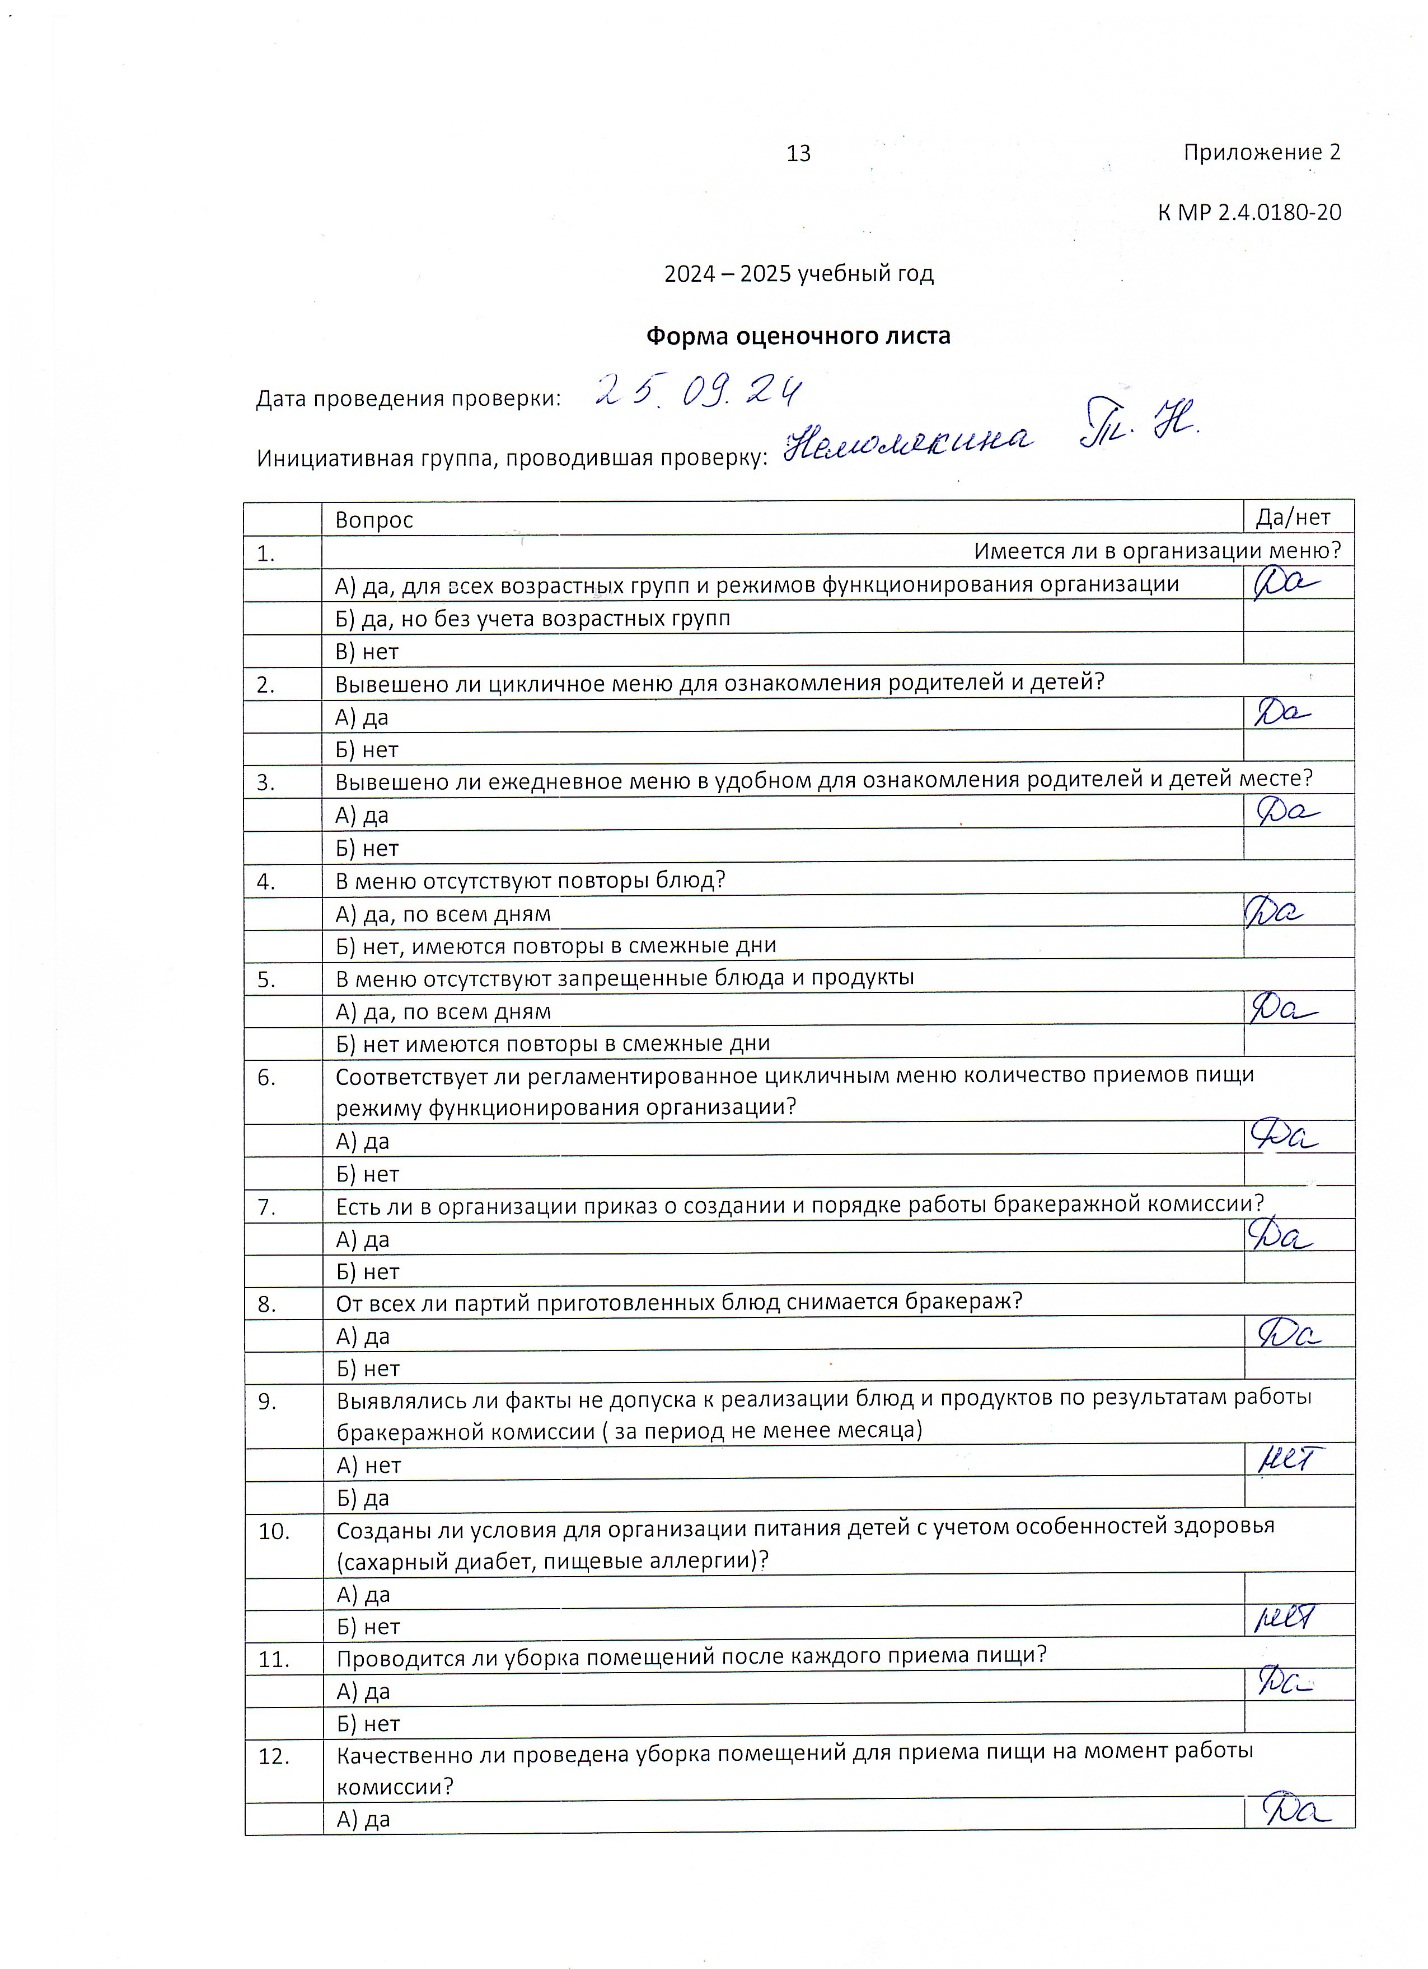 13
Приложение 2
К МР 2.4.0180-20
2024 – 2025 учебный год
Форма оценочного листа
Дата проведения проверки: 25.09.24
Инициативная группа, проводившая проверку: Т. Н.
Вопрос Да/нет
1. Имеется ли в организации меню?
А) да, для всех возрастных групп и режимов функционирования организации Да
Б) да, но без учета возрастных групп
В) нет
2. Вывешено ли цикличное меню для ознакомления родителей и детей?
А) да Да
Б) нет
3. Вывешено ли ежедневное меню в удобном для ознакомления родителей и детей месте?
А) да Да
Б) нет
4. В меню отсутствуют повторы блюд?
А) да, по всем дням Да
Б) нет, имеются повторы в смежные дни
5. В меню отсутствуют запрещенные блюда и продукты
А) да, по всем дням Да
Б) нет имеются повторы в смежные дни
6. Соответствует ли регламентированное цикличным меню количество приемов пищи
режиму функционирования организации?
А) да Да
Б) нет
7. Есть ли в организации приказ о создании и порядке работы бракеражной комиссии?
А) да Да
Б) нет
8. От всех ли партий приготовленных блюд снимается бракераж?
А) да Да
Б) нет
9. Выявлялись ли факты не допуска к реализации блюд и продуктов по результатам работы
бракеражной комиссии ( за период не менее месяца)
А) нет нет
Б) да
10. Созданы ли условия для организации питания детей с учетом особенностей здоровья
(сахарный диабет, пищевые аллергии)?
А) да
Б) нет нет
11. Проводится ли уборка помещений после каждого приема пищи?
А) да Да
Б) нет
12. Качественно ли проведена уборка помещений для приема пищи на момент работы
комиссии?
А) да Да